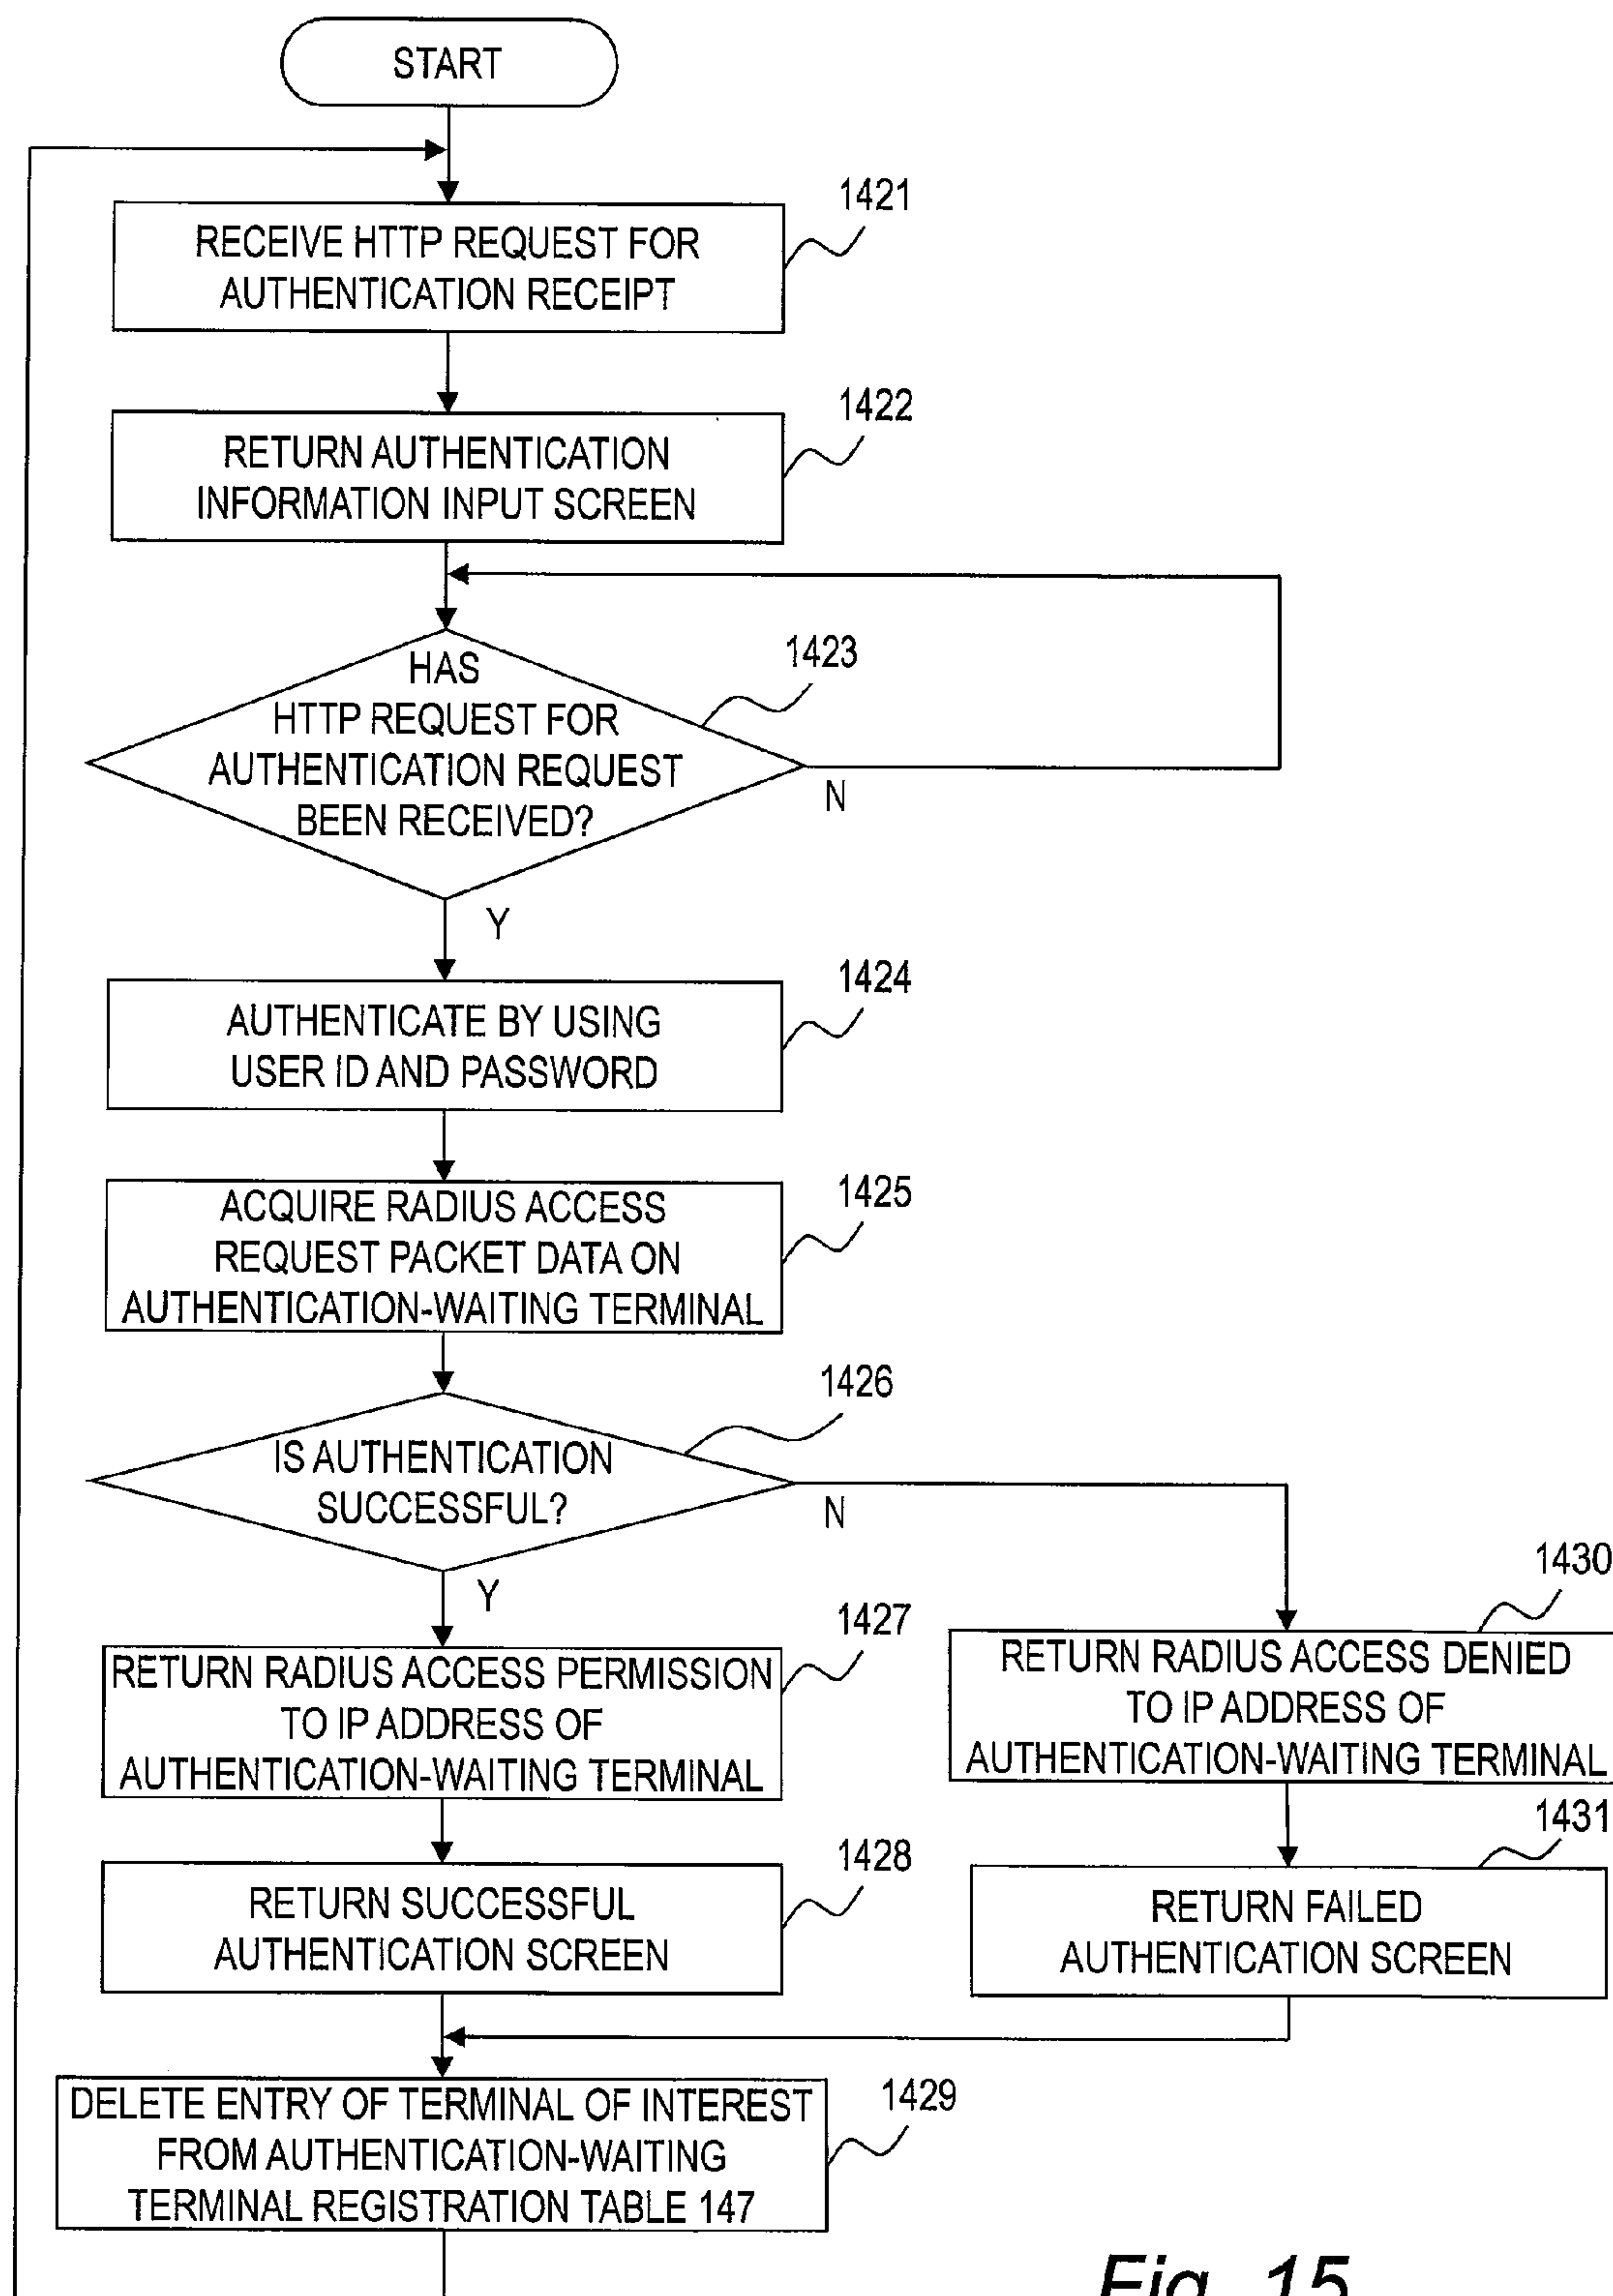 START
1421
RECEIVE HTTP REQUEST FOR
AUTHENTICATION RECEIPT
1422
RETURN AUTHENTICATION
INFORMATION INPUT SCREEN
1423
HAS
HTTP REQUEST FOR
AUTHENTICATION REQUEST
BEEN RECEIVED?
N
Y
1424
AUTHENTICATE BY USING
USER ID AND PASSWORD
1425
ACQUIRE RADIUS ACCESS
REQUEST PACKET DATA ON
AUTHENTICATION-WAITING TERMINAL
1426
IS AUTHENTICATION
SUCCESSFUL?
N
Y
1427
RETURN RADIUS ACCESS PERMISSION
TO IP ADDRESS OF
AUTHENTICATION-WAITING TERMINAL
1430
RETURN RADIUS ACCESS DENIED
TO IP ADDRESS OF
AUTHENTICATION-WAITING TERMINAL
1428
RETURN SUCCESSFUL
AUTHENTICATION SCREEN
1431
RETURN FAILED
AUTHENTICATION SCREEN
1429
DELETE ENTRY OF TERMINAL OF INTEREST
FROM AUTHENTICATION-WAITING
TERMINAL REGISTRATION TABLE 147
Fig. 15